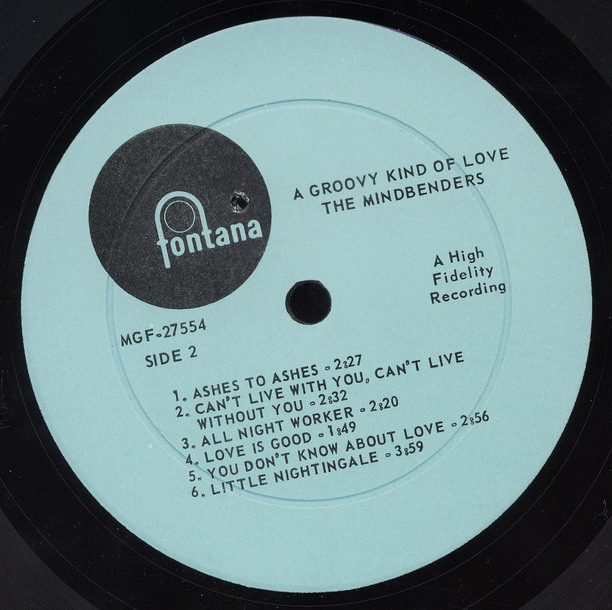 fontana
A GROOVY KIND OF LOVE
THE MINDBENDERS
A High
Fidelity
Recording
MGF-27554
SIDE 2
1. ASHES TO ASHES - 2:27
2. CAN'T LIVE WITH YOU, CAN'T LIVE
WITHOUT YOU - 2:32
3. ALL NIGHT WORKER - 2:20
4. LOVE IS GOOD - 1:49
5. YOU DON'T KNOW ABOUT LOVE - 2:56
6. LITTLE NIGHTINGALE - 3:59